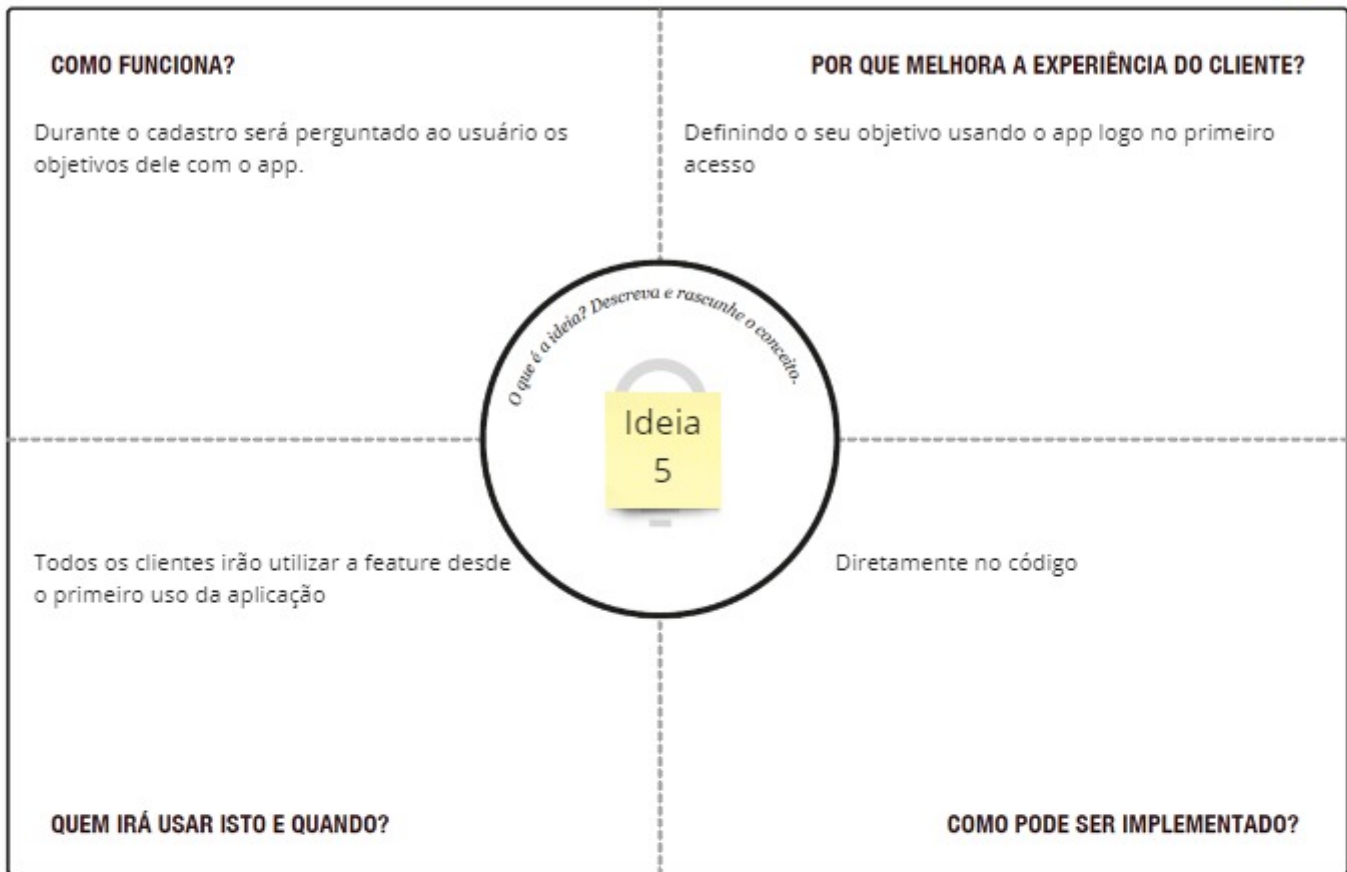 COMO FUNCIONA?
Durante o cadastro será perguntado ao usuário os
objetivos dele com o app.
POR QUE MELHORA A EXPERIÊNCIA DO CLIENTE?
Definindo o seu objetivo usando o app logo no primeiro
acesso
O que é a ideia? Descreva e rascunhe o conceito.
Ideia
5
Todos os clientes irão utilizar a feature desde
o primeiro uso da aplicação
QUEM IRÁ USAR ISTO E QUANDO?
Diretamente no código
COMO PODE SER IMPLEMENTADO?